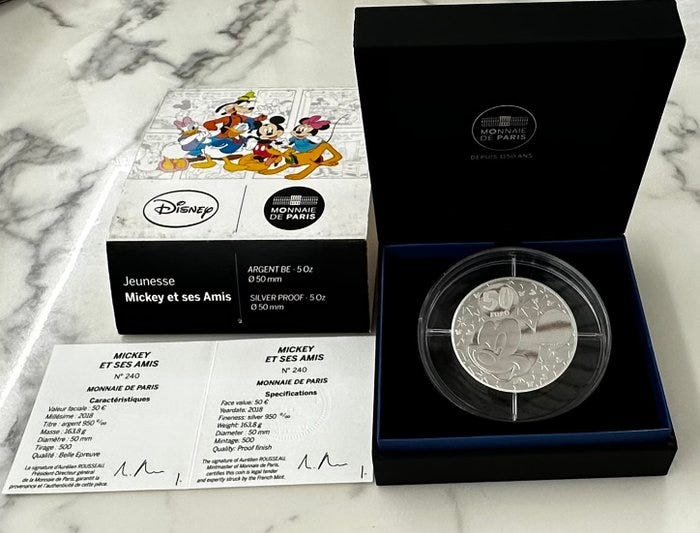 MONNAIE
DE PARIS
DEPUIS 1150 ANS
Disney
MONNAIE
DE PARIS
Jeunesse
Mickey et ses Amis
ARGENT BE - 5 Oz
Ø 50 mm
SILVER PROOF - 5 Oz
Ø 50 mm
50
EURO
MICKEY
ET SES AMIS
N° 240
MONNAIE DE PARIS
Caractéristiques
Valeur faciale : 50 €
Millésime : 2018
Titre : argent 950 ‰
Masse : 163,8 g
Diamètre : 50 mm
Tirage : 500
Qualité : Belle Epreuve
Le signature of Aurélien ROUSSEAU,
Président-Directeur général
de la Monnaie de Paris, garantit la
provenance et l'authenticité de cette pièce.
MICKEY
ET SES AMIS
N° 240
MONNAIE DE PARIS
Specifications
Face value: 50 €
Yeardate: 2018
Fineness: silver 950 ‰
Weight: 163,8 g
Diameter: 50 mm
Mintage: 500
Quality: Proof finish
The signature of Aurélien ROUSSEAU,
Mintmaster of Monnaie de Paris,
certifies this coin is legal tender
and expertly struck by the French Mint.